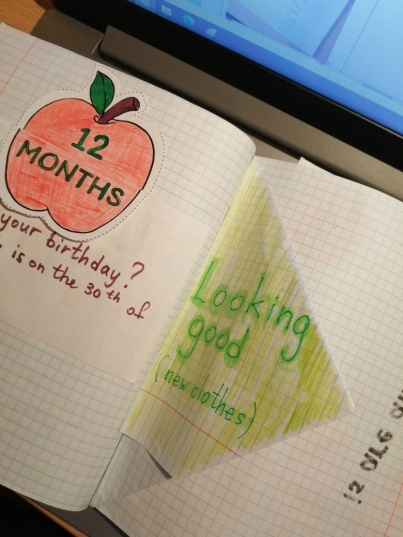 12
MONTHS
your birthday?
is on the 30th of
Looking
good
(new clothes)